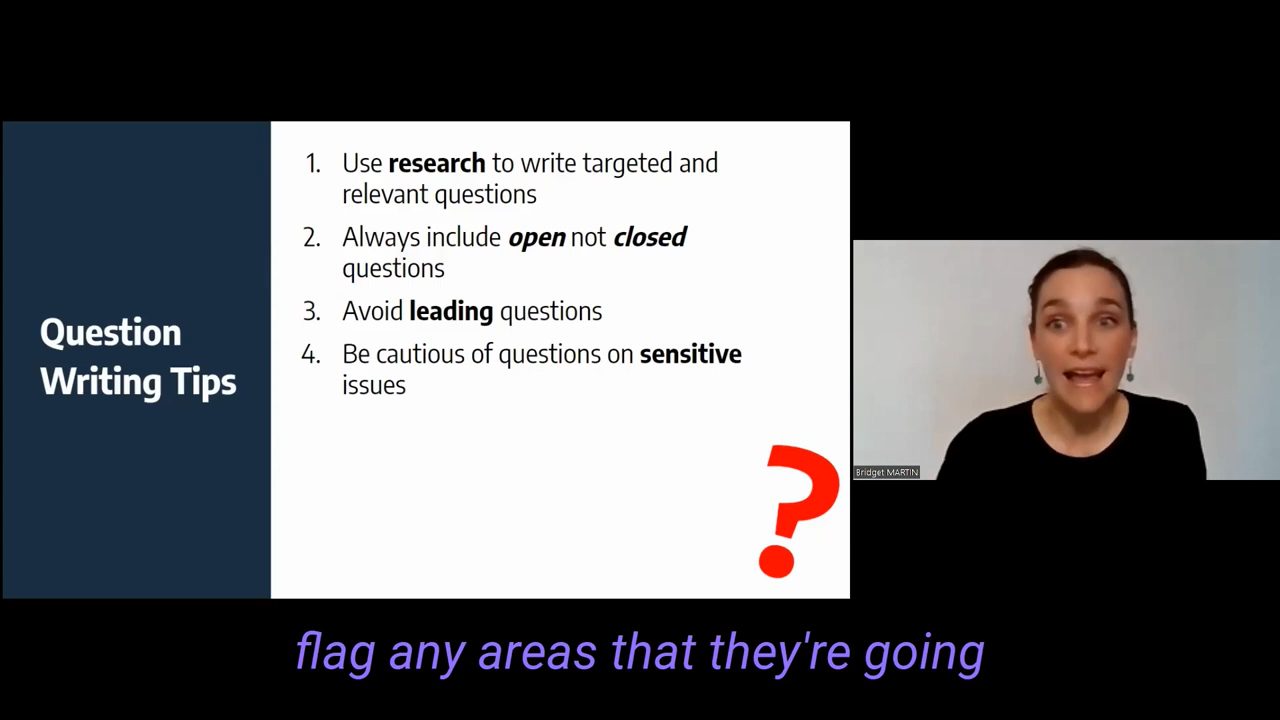 Question
Writing Tips
1. Use research to write targeted and
relevant questions
2. Always include open not closed
questions
3. Avoid leading questions
4. Be cautious of questions on sensitive
issues
?
Bridget MARTIN
flag any areas that they're going